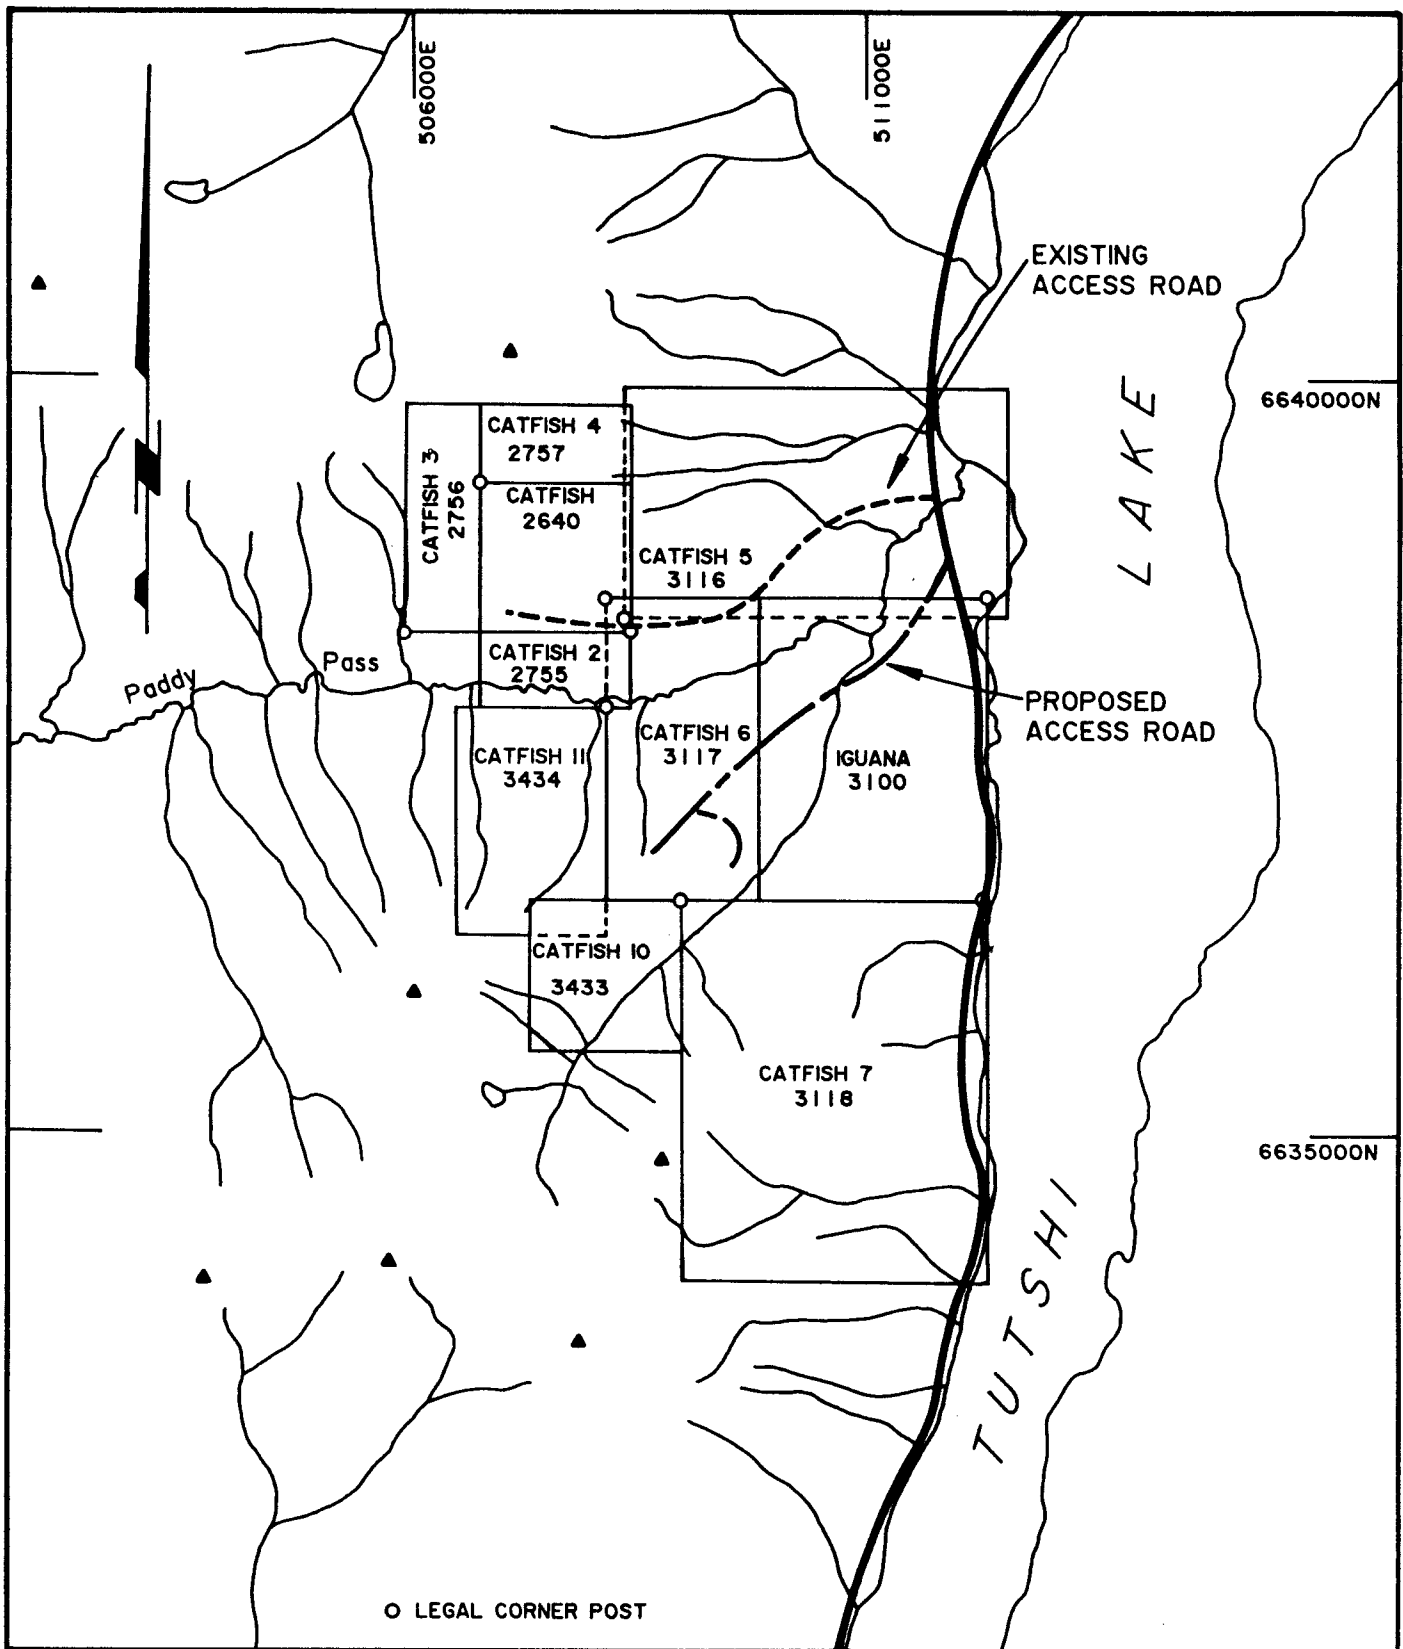 506000E
511000E
EXISTING
ACCESS ROAD
6640000N
LAKE
CATFISH 4
2757
CATFISH 3
2756
CATFISH
2640
CATFISH 5
3116
CATFISH 2
2755
Paddy Pass
PROPOSED
ACCESS ROAD
CATFISH 6
3117
CATFISH 11
3434
IGUANA
3100
CATFISH 10
3433
CATFISH 7
3118
6635000N
TUTSHI
O LEGAL CORNER POST